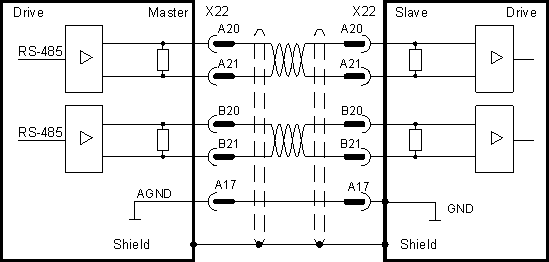 Drive Master X22 X22 Slave Drive
A20 A20
RS-485
A21 A21
B20 B20
RS-485
B21 B21
AGND A17 A17
GND
Shield Shield